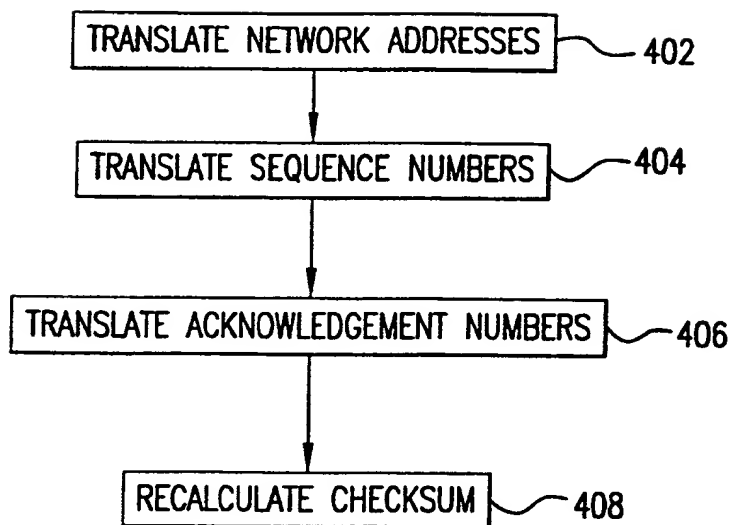 TRANSLATE NETWORK ADDRESSES 402
TRANSLATE SEQUENCE NUMBERS 404
TRANSLATE ACKNOWLEDGEMENT NUMBERS 406
RECALCULATE CHECKSUM 408